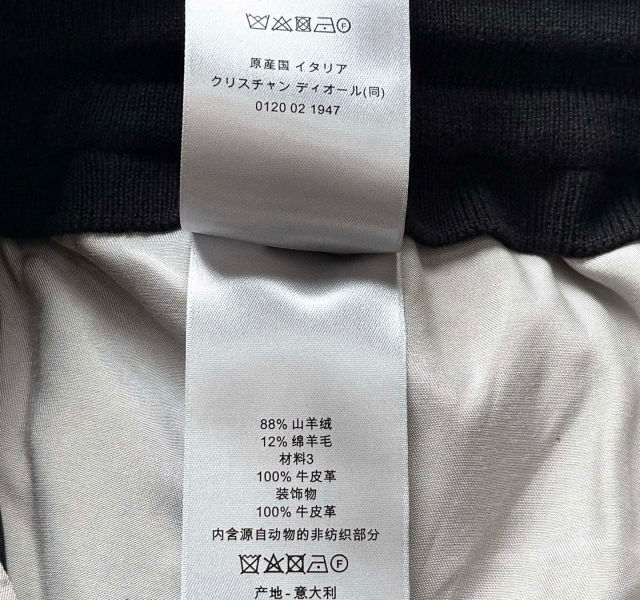 原産国 イタリア
クリスチャン ディオール(同)
0120 02 1947
88% 山羊绒
12% 绵羊毛
材料3
100% 牛皮革
装饰物
100% 牛皮革
内含源自动物的非纺织部分
产地-意大利